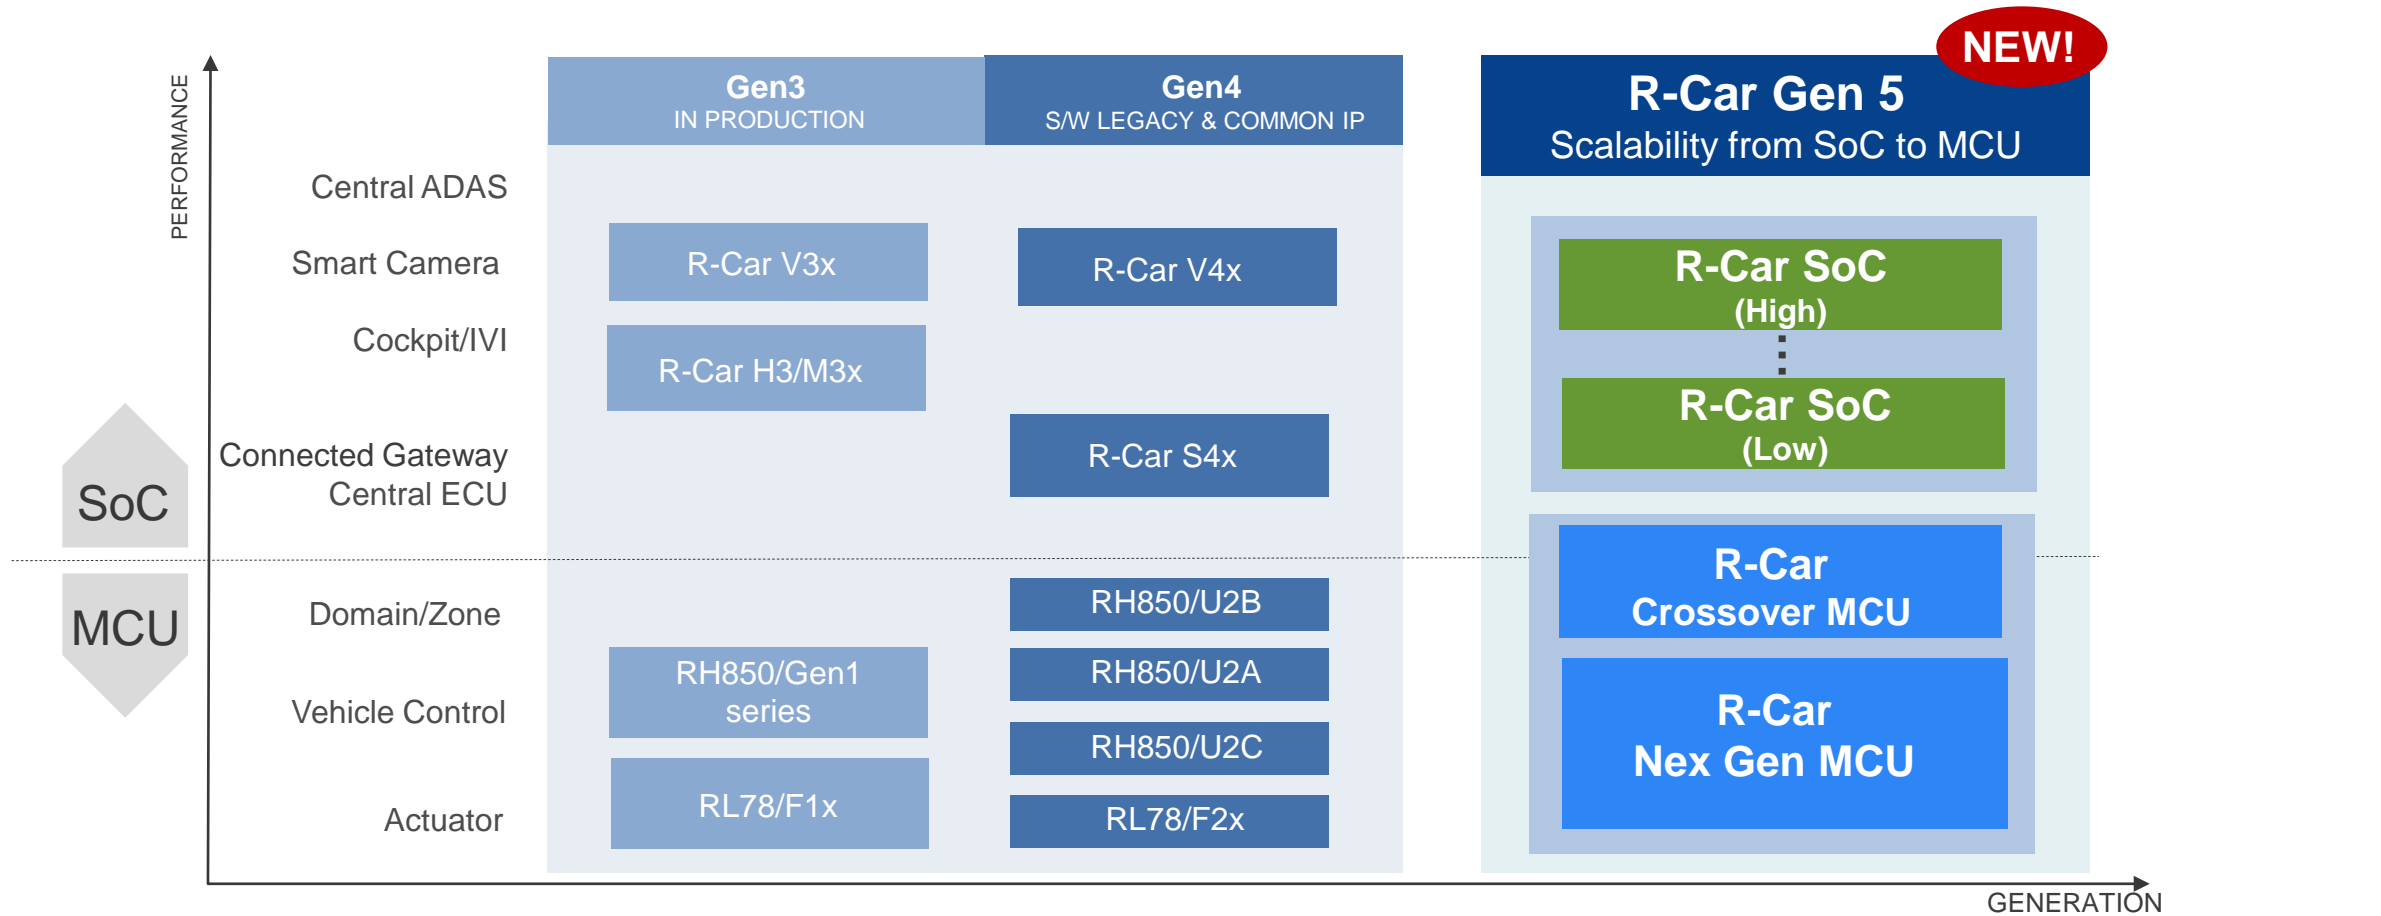 NEW!
PERFORMANCE
Gen3
IN PRODUCTION
Gen4
S/W LEGACY & COMMON IP
R-Car Gen 5
Scalability from SoC to MCU
Central ADAS
Smart Camera
Cockpit/IVI
Connected Gateway
Central ECU
SoC
MCU
Domain/Zone
Vehicle Control
Actuator
R-Car V3x
R-Car H3/M3x
RH850/Gen1
series
RL78/F1x
R-Car V4x
R-Car S4x
RH850/U2B
RH850/U2A
RH850/U2C
RL78/F2x
R-Car SoC
(High)
R-Car SoC
(Low)
R-Car
Crossover MCU
R-Car
Nex Gen MCU
GENERATION